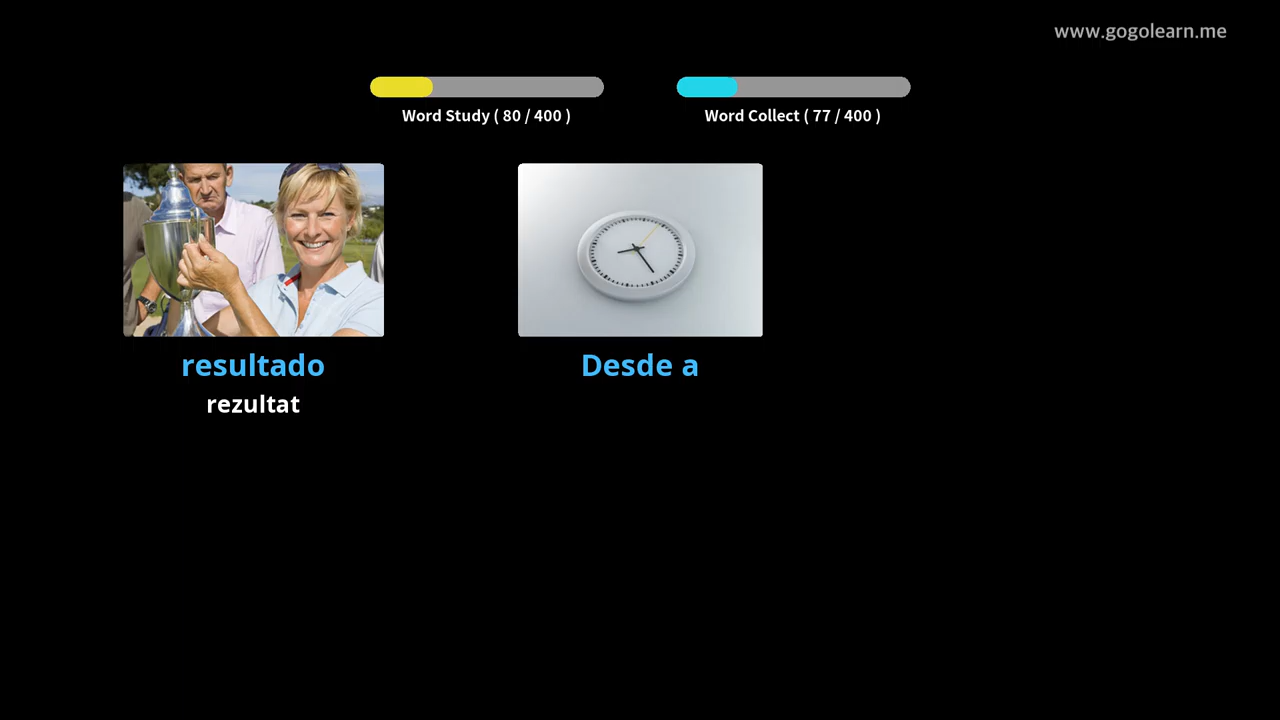 www.gogolearn.me
Word Study ( 80 / 400 )
Word Collect ( 77 / 400 )
resultado
rezultat
Desde a